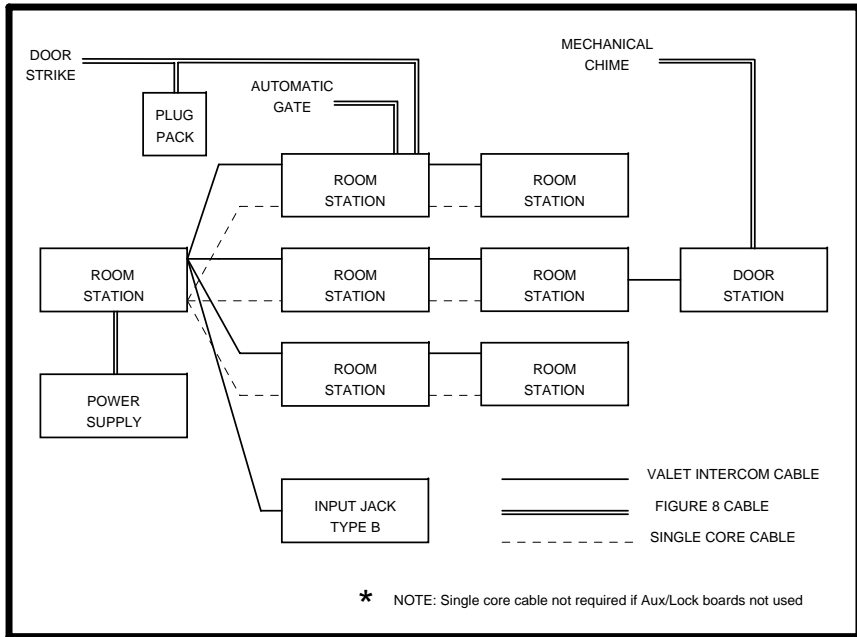 DOOR
STRIKE
MECHANICAL
CHIME
AUTOMATIC
GATE
PLUG
PACK
ROOM
STATION
ROOM
STATION
ROOM
STATION
ROOM
STATION
ROOM
STATION
DOOR
STATION
ROOM
STATION
ROOM
STATION
POWER
SUPPLY
INPUT JACK
TYPE B
VALET INTERCOM CABLE
FIGURE 8 CABLE
SINGLE CORE CABLE
* NOTE: Single core cable not required if Aux/Lock boards not used